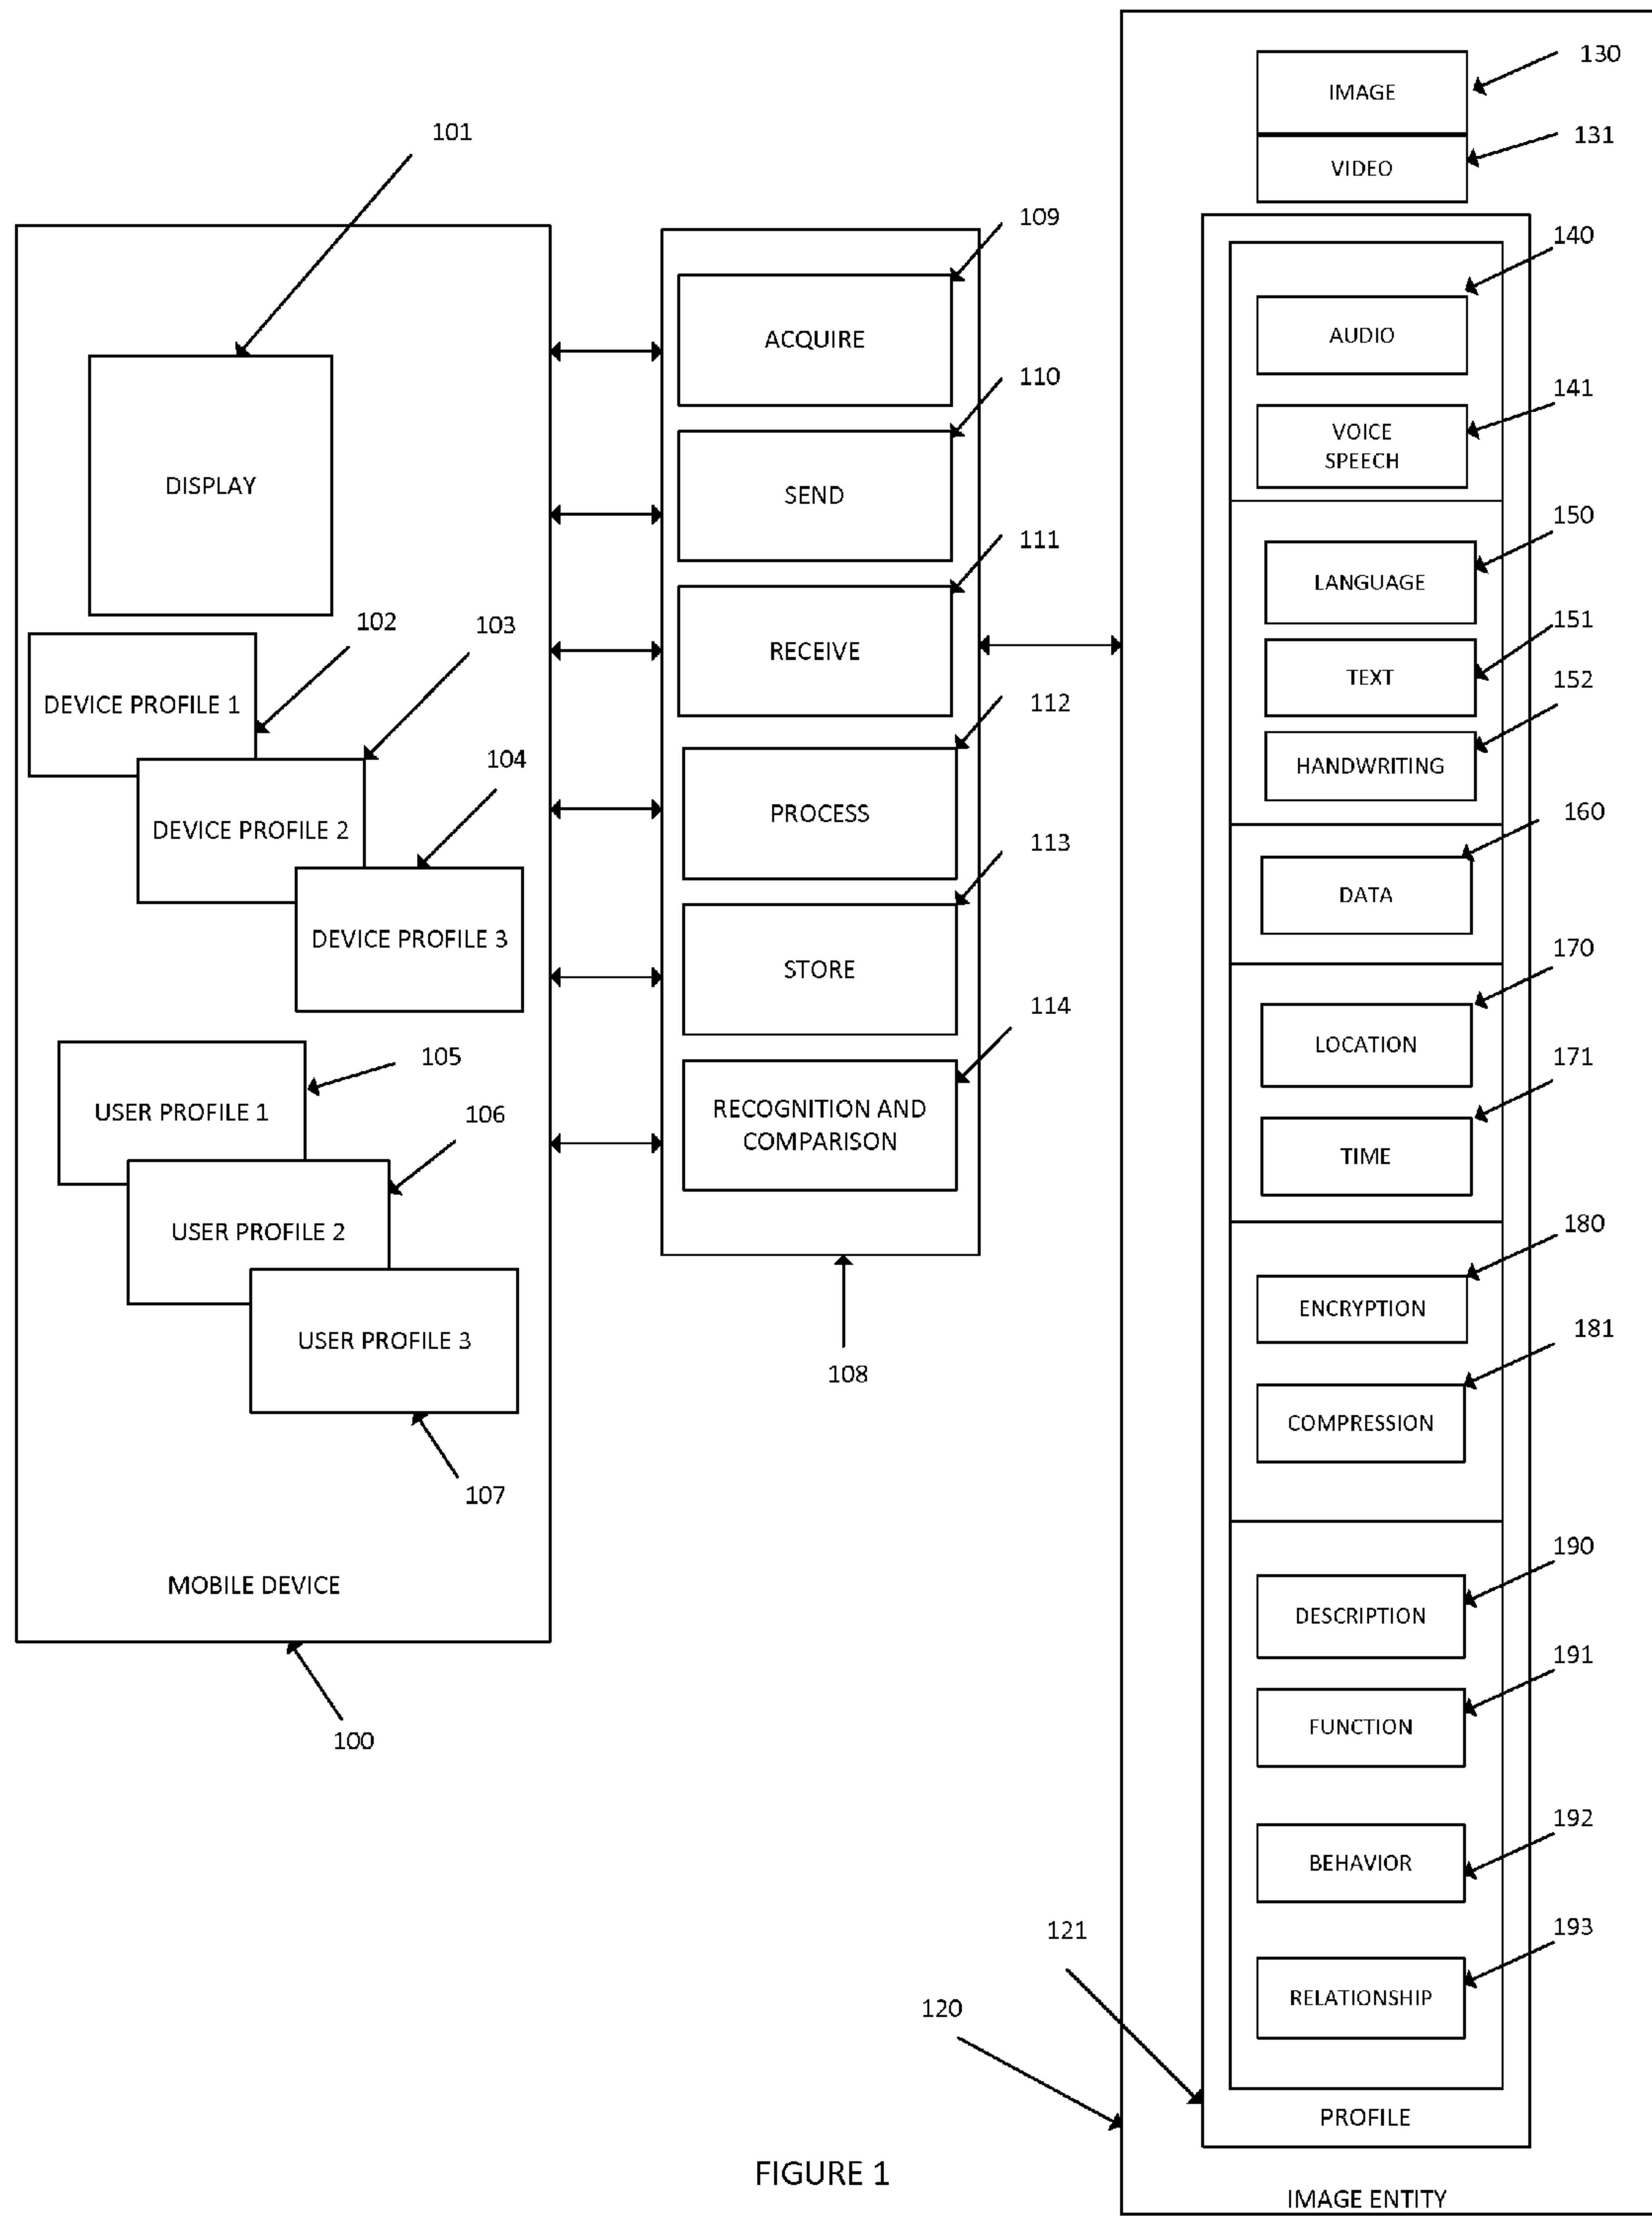 101
DISPLAY
102
103
DEVICE PROFILE 1
104
DEVICE PROFILE 2
DEVICE PROFILE 3
105
USER PROFILE 1
106
USER PROFILE 2
USER PROFILE 3
107
MOBILE DEVICE
100
109
ACQUIRE
110
SEND
111
RECEIVE
112
PROCESS
113
STORE
114
RECOGNITION AND
COMPARISON
108
130
IMAGE
131
VIDEO
140
AUDIO
141
VOICE
SPEECH
150
LANGUAGE
151
TEXT
152
HANDWRITING
160
DATA
170
LOCATION
171
TIME
180
ENCRYPTION
181
COMPRESSION
190
DESCRIPTION
191
FUNCTION
192
BEHAVIOR
193
RELATIONSHIP
121
120
PROFILE
IMAGE ENTITY
FIGURE 1